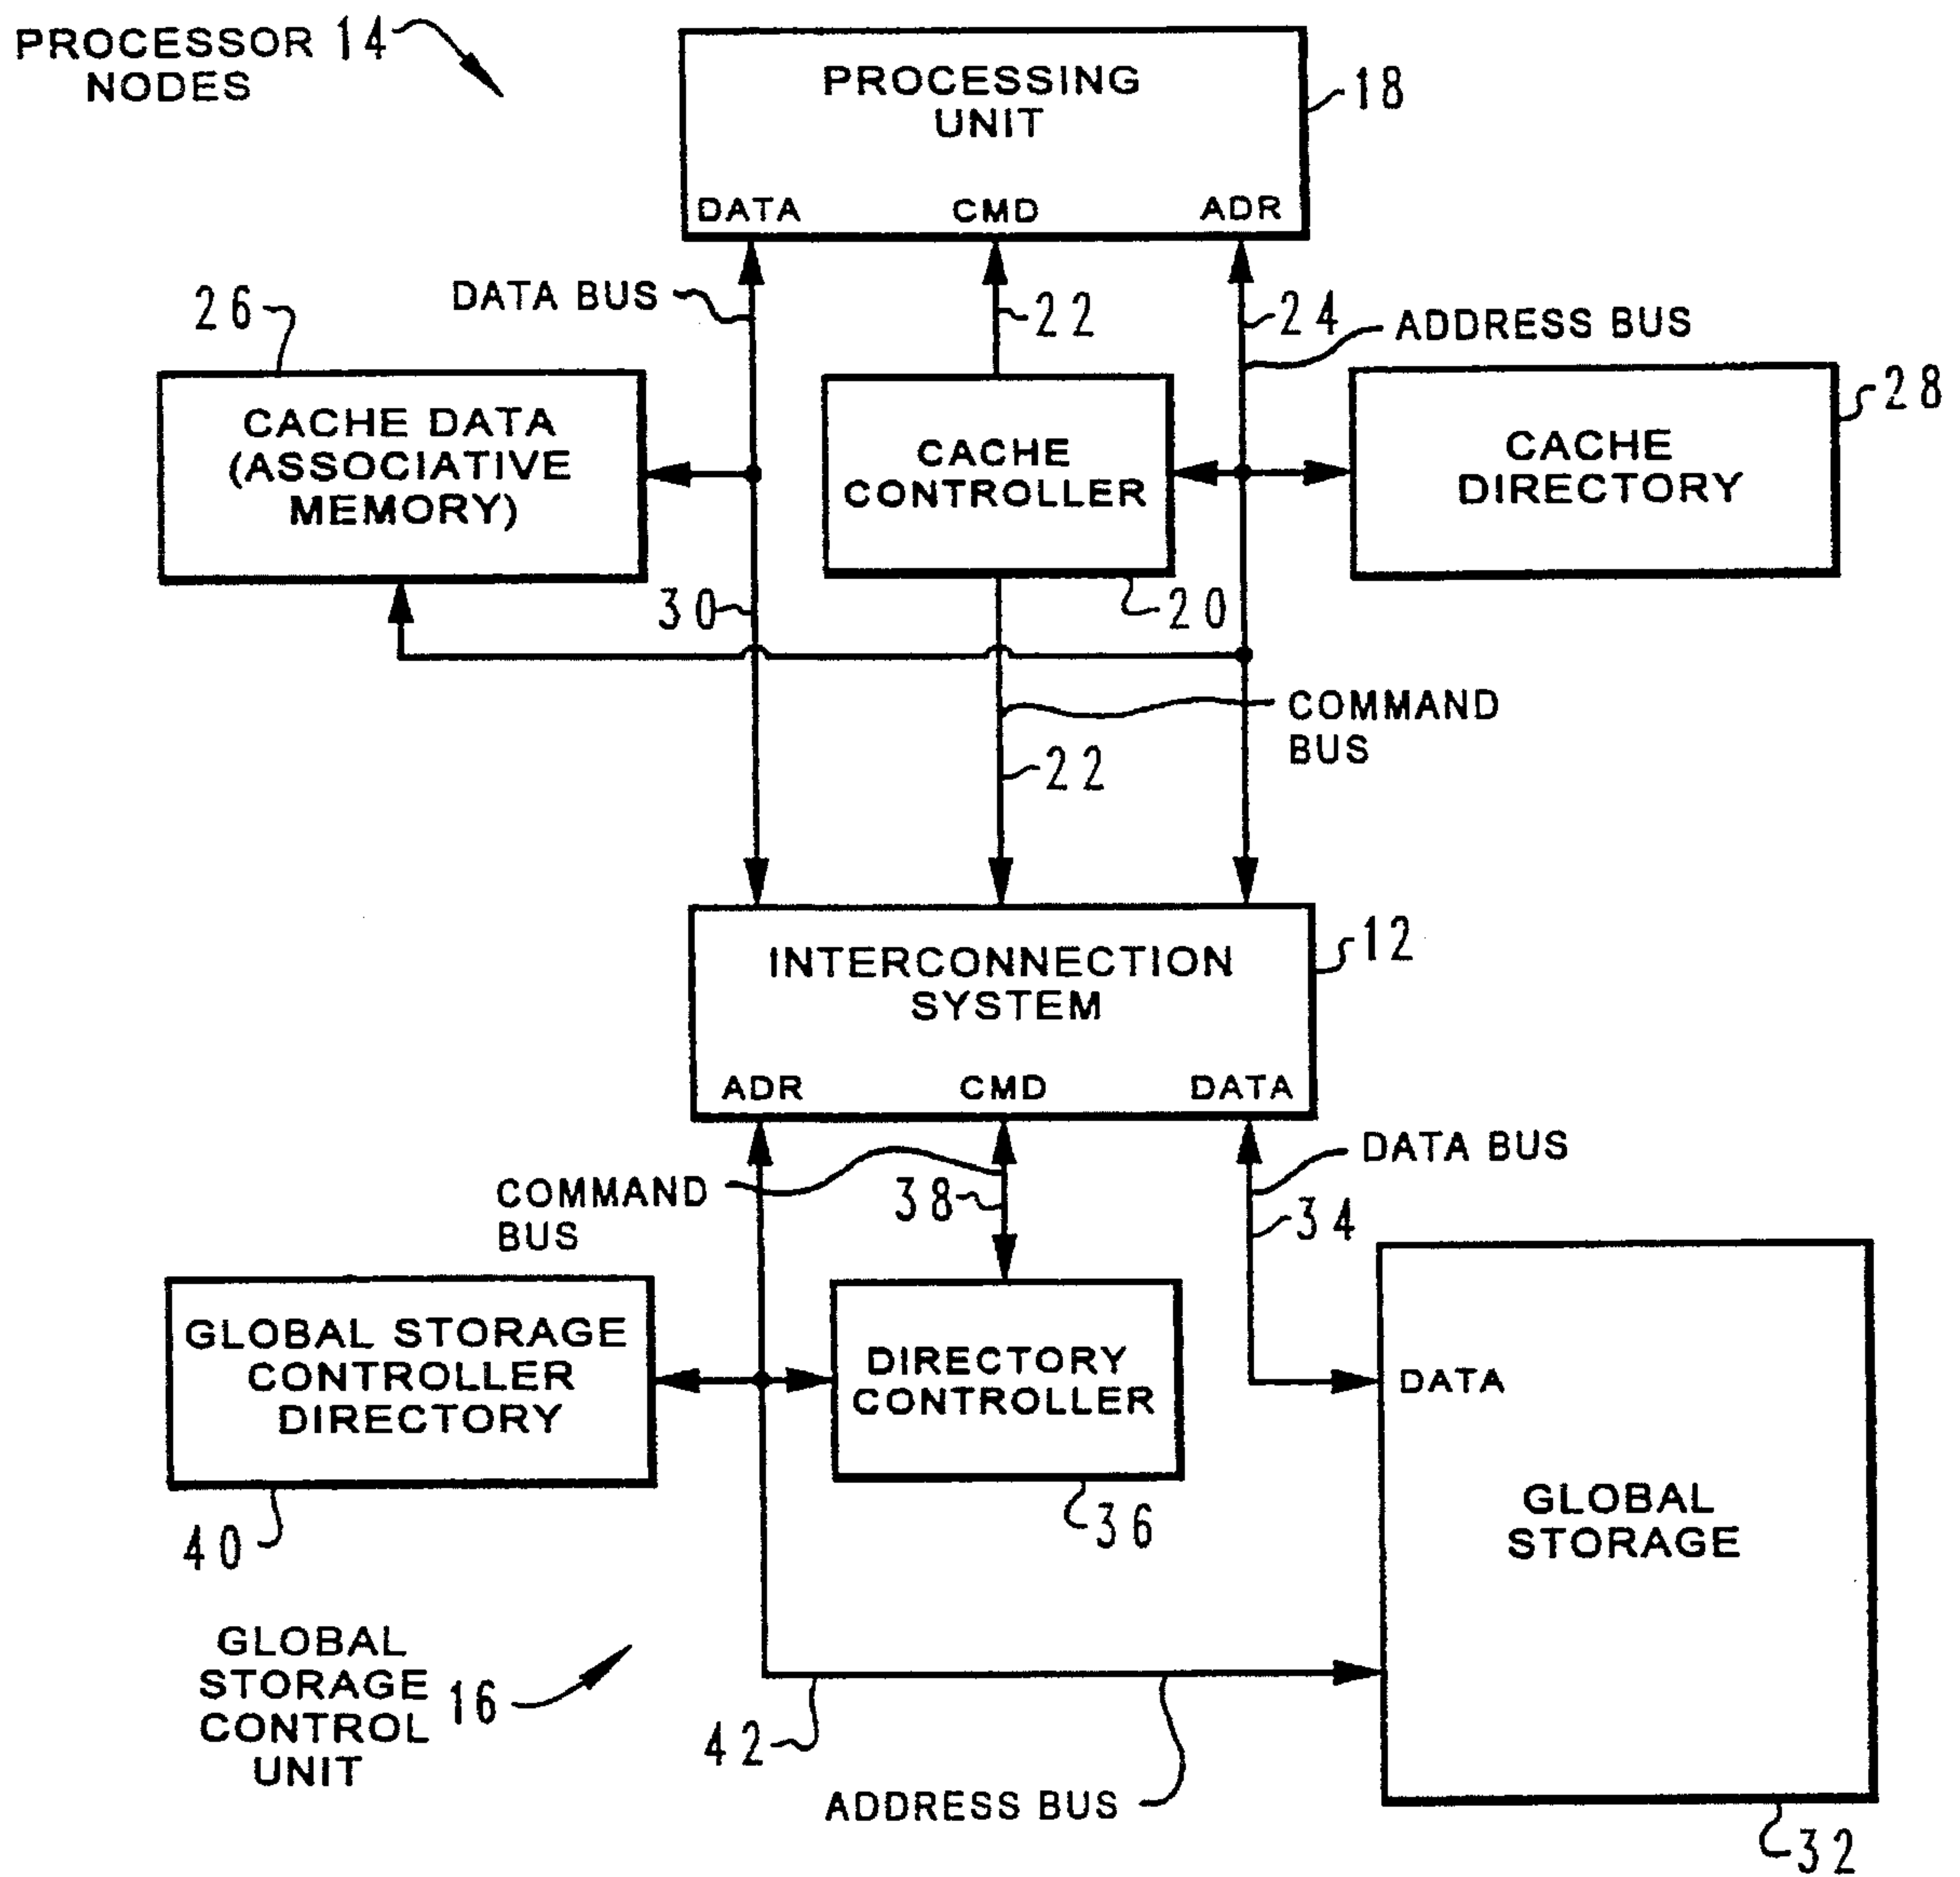 PROCESSOR 14
NODES
PROCESSING
UNIT
18
DATA CMD ADR
DATA BUS
22
24
ADDRESS BUS
26
28
CACHE DATA
(ASSOCIATIVE
MEMORY)
CACHE
CONTROLLER
CACHE
DIRECTORY
30
20
COMMAND
BUS
22
INTERCONNECTION
SYSTEM
12
ADR CMD DATA
DATA BUS
COMMAND
BUS
38
34
GLOBAL STORAGE
CONTROLLER
DIRECTORY
DIRECTORY
CONTROLLER
DATA
GLOBAL
STORAGE
40
36
GLOBAL
STORAGE
CONTROL
UNIT
16
42
ADDRESS BUS
32